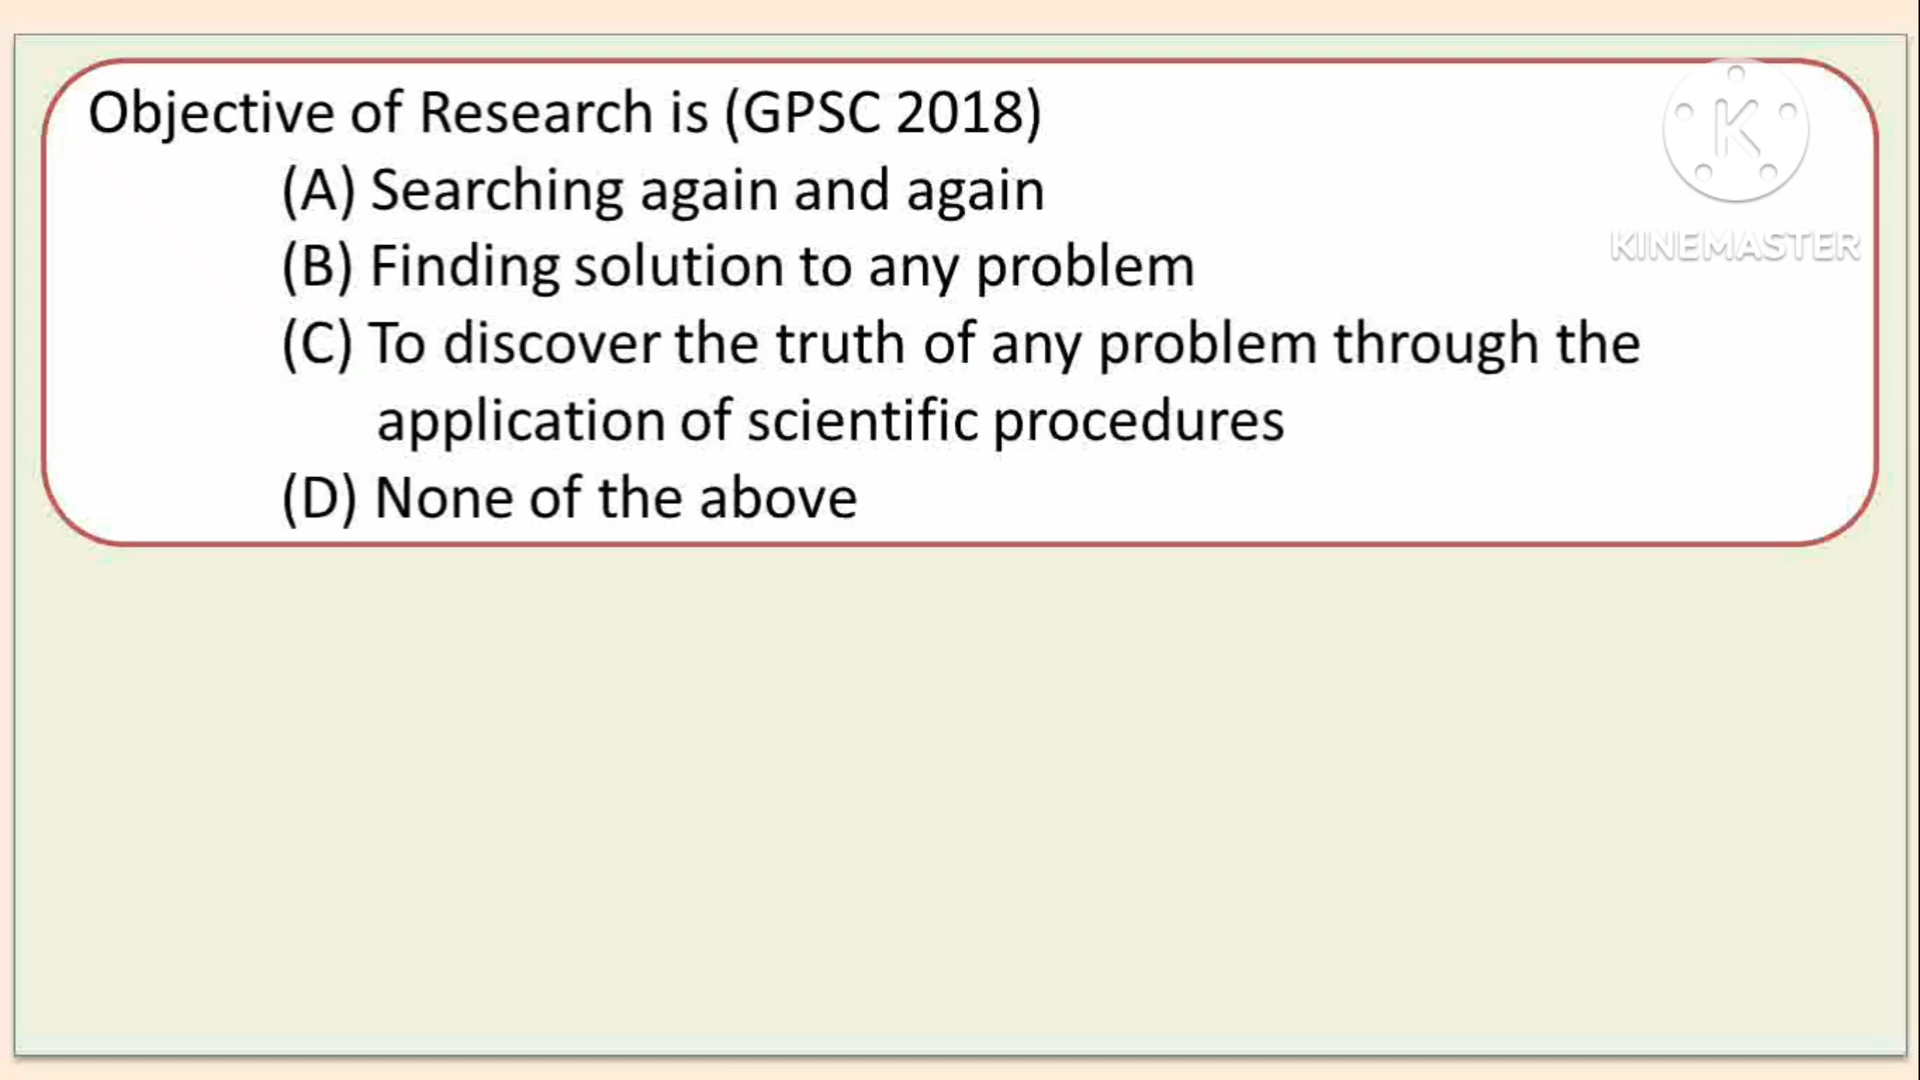 Objective of Research is (GPSC 2018)
(A) Searching again and again
(B) Finding solution to any problem
(C) To discover the truth of any problem through the
application of scientific procedures
(D) None of the above
K
KINEMASTER